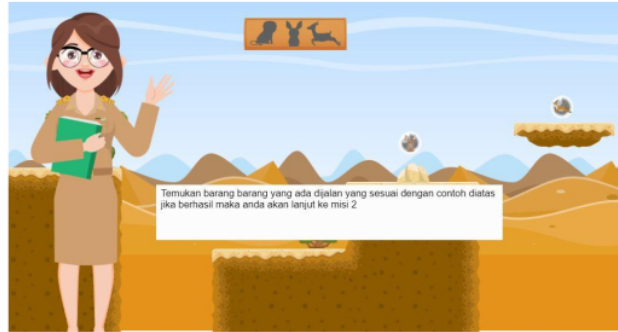 Temukan barang barang yang ada dijalan yang sesuai dengan contoh diatas
jika berhasil maka anda akan lanjut ke misi 2